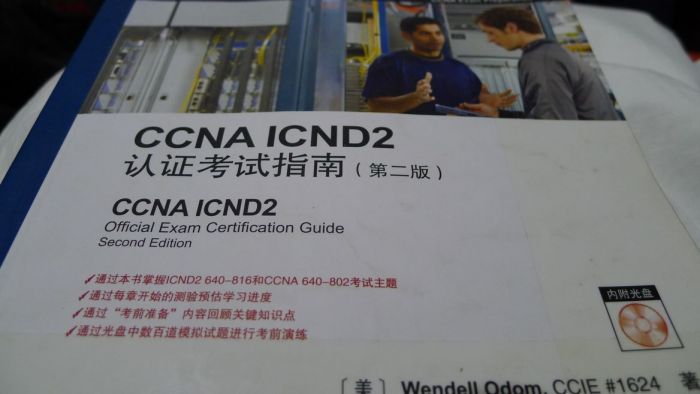 CCNA ICND2
认证考试指南（第二版）
CCNA ICND2
Official Exam Certification Guide
Second Edition
✓通过本书掌握ICND2 640-816和CCNA 640-802考试主题
✓通过每章开始的测验预估学习进度
✓通过“考前准备”内容回顾关键知识点
✓通过光盘中数百道模拟试题进行考前演练
内附光盘
［美］ Wendell Odom, CCIE #1624 著